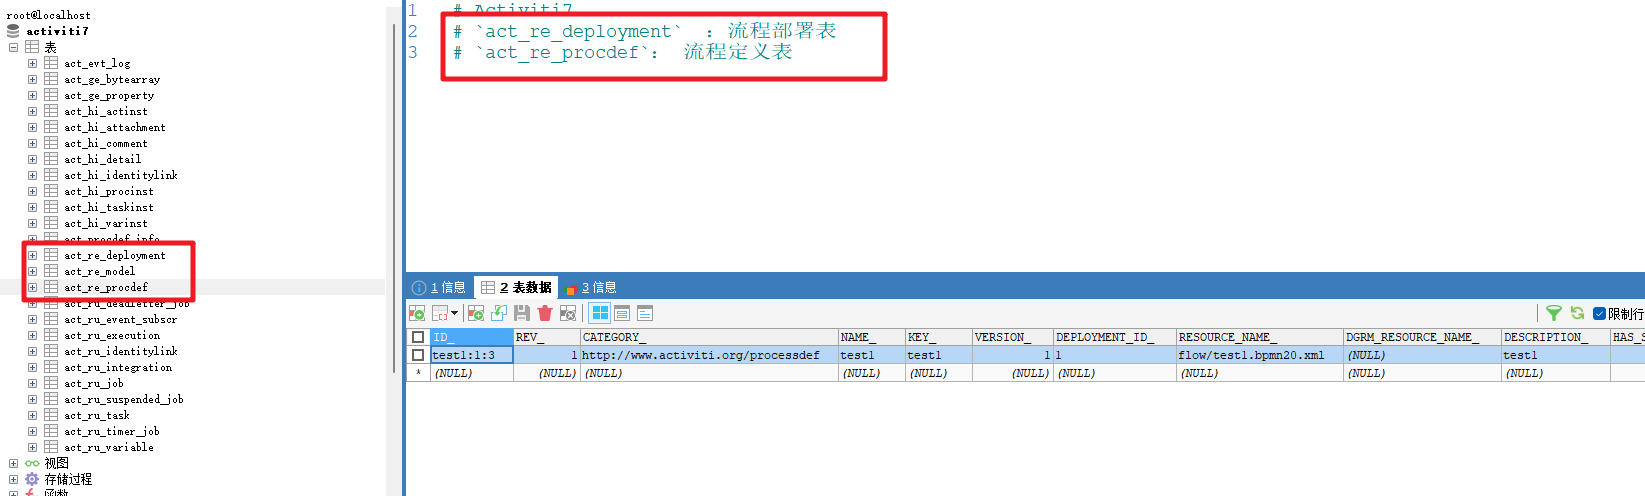 root@localhost
activiti7
表
act_evt_log
act_ge_bytearray
act_ge_property
act_hi_actinst
act_hi_attachment
act_hi_comment
act_hi_detail
act_hi_identitylink
act_hi_procinst
act_hi_taskinst
act_hi_varinst
act_procdef_info
act_re_deployment
act_re_model
act_re_procdef
act_ru_deadletter_job
act_ru_event_subscr
act_ru_execution
act_ru_identitylink
act_ru_integration
act_ru_job
act_ru_suspended_job
act_ru_task
act_ru_timer_job
act_ru_variable
视图
存储过程
函数
1 # Activiti7
2 # `act_re_deployment` ：流程部署表
3 # `act_re_procdef`： 流程定义表
1 信息 2 表数据 3 信息
限制行
ID_ REV_ CATEGORY_ NAME_ KEY_ VERSION_ DEPLOYMENT_ID_ RESOURCE_NAME_ DGRM_RESOURCE_NAME_ DESCRIPTION_ HAS_S
test1:1:3 1 http://www.activiti.org/processdef test1 test1 1 1 flow/test1.bpmn20.xml (NULL) test1
* (NULL) (NULL) (NULL) (NULL) (NULL) (NULL) (NULL) (NULL) (NULL) (NULL)